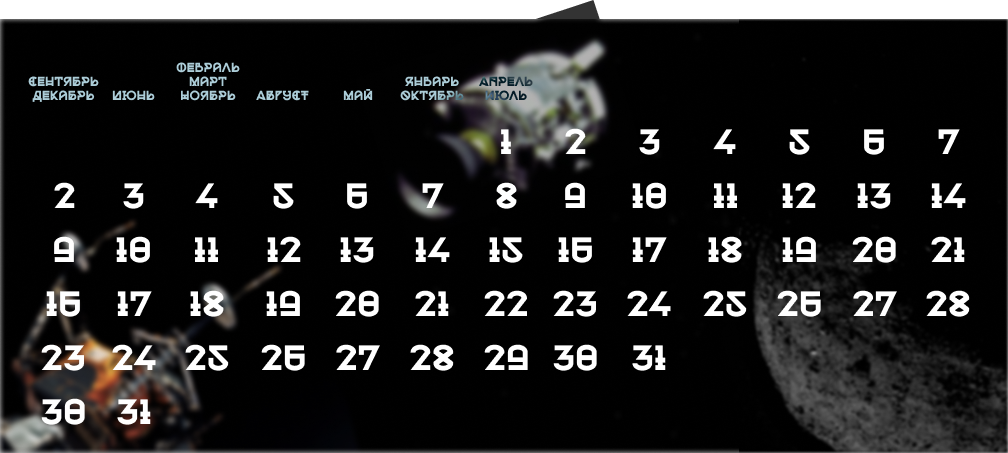 ФЕВРАЛЬ
СЕНТЯБРЬ МАРТ ЯНВАРЬ АПРЕЛЬ
ДЕКАБРЬ ИЮНЬ НОЯБРЬ АВГУСТ МАЙ ОКТЯБРЬ ИЮЛЬ
1 2 3 4 5 6 7
2 3 4 5 6 7 8 9 10 11 12 13 14
9 10 11 12 13 14 15 16 17 18 19 20 21
16 17 18 19 20 21 22 23 24 25 26 27 28
23 24 25 26 27 28 29 30 31
30 31